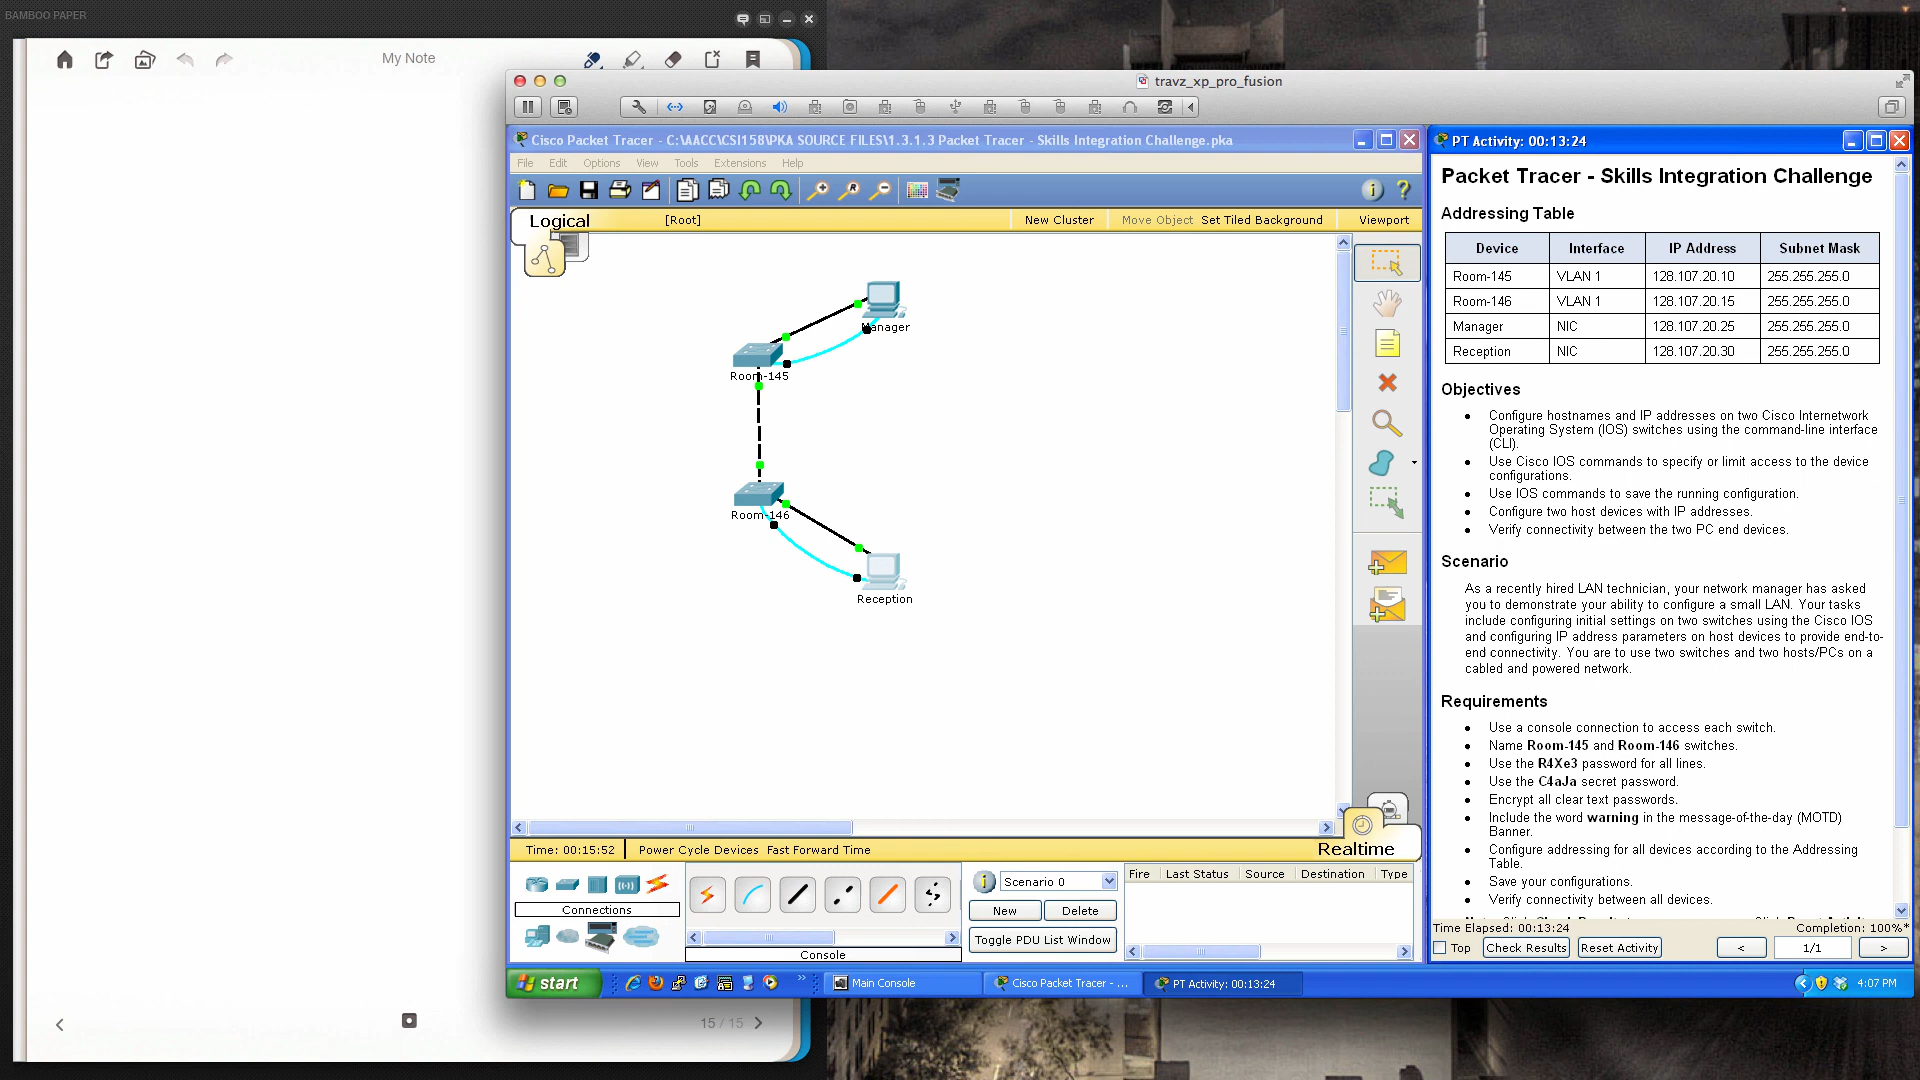 BAMBOO PAPER
My Note
15 / 15
travz_xp_pro_fusion
Cisco Packet Tracer - C:\AACC\CSI158\PKA SOURCE FILES\1.3.1.3 Packet Tracer - Skills Integration Challenge.pka
File Edit Options View Tools Extensions Help
Logical [Root] New Cluster Move Object Set Tiled Background Viewport
Manager
Room-145
Room-146
Reception
Time: 00:15:52 Power Cycle Devices Fast Forward Time Realtime
Connections
Console
Scenario 0
New Delete
Toggle PDU List Window
Fire Last Status Source Destination Type
PT Activity: 00:13:24
Packet Tracer - Skills Integration Challenge
Addressing Table
Device Interface IP Address Subnet Mask
Room-145 VLAN 1 128.107.20.10 255.255.255.0
Room-146 VLAN 1 128.107.20.15 255.255.255.0
Manager NIC 128.107.20.25 255.255.255.0
Reception NIC 128.107.20.30 255.255.255.0
Objectives
Configure hostnames and IP addresses on two Cisco Internetwork
Operating System (IOS) switches using the command-line interface
(CLI).
Use Cisco IOS commands to specify or limit access to the device
configurations.
Use IOS commands to save the running configuration.
Configure two host devices with IP addresses.
Verify connectivity between the two PC end devices.
Scenario
As a recently hired LAN technician, your network manager has asked
you to demonstrate your ability to configure a small LAN. Your tasks
include configuring initial settings on two switches using the Cisco IOS
and configuring IP address parameters on host devices to provide end-to-
end connectivity. You are to use two switches and two hosts/PCs on a
cabled and powered network.
Requirements
Use a console connection to access each switch.
Name Room-145 and Room-146 switches.
Use the R4Xe3 password for all lines.
Use the C4aJa secret password.
Encrypt all clear text passwords.
Include the word warning in the message-of-the-day (MOTD)
Banner.
Configure addressing for all devices according to the Addressing
Table.
Save your configurations.
Verify connectivity between all devices.
Time Elapsed: 00:13:24 Completion: 100%*
Top Check Results Reset Activity < 1/1 >
start Main Console Cisco Packet Tracer - ... PT Activity: 00:13:24 4:07 PM